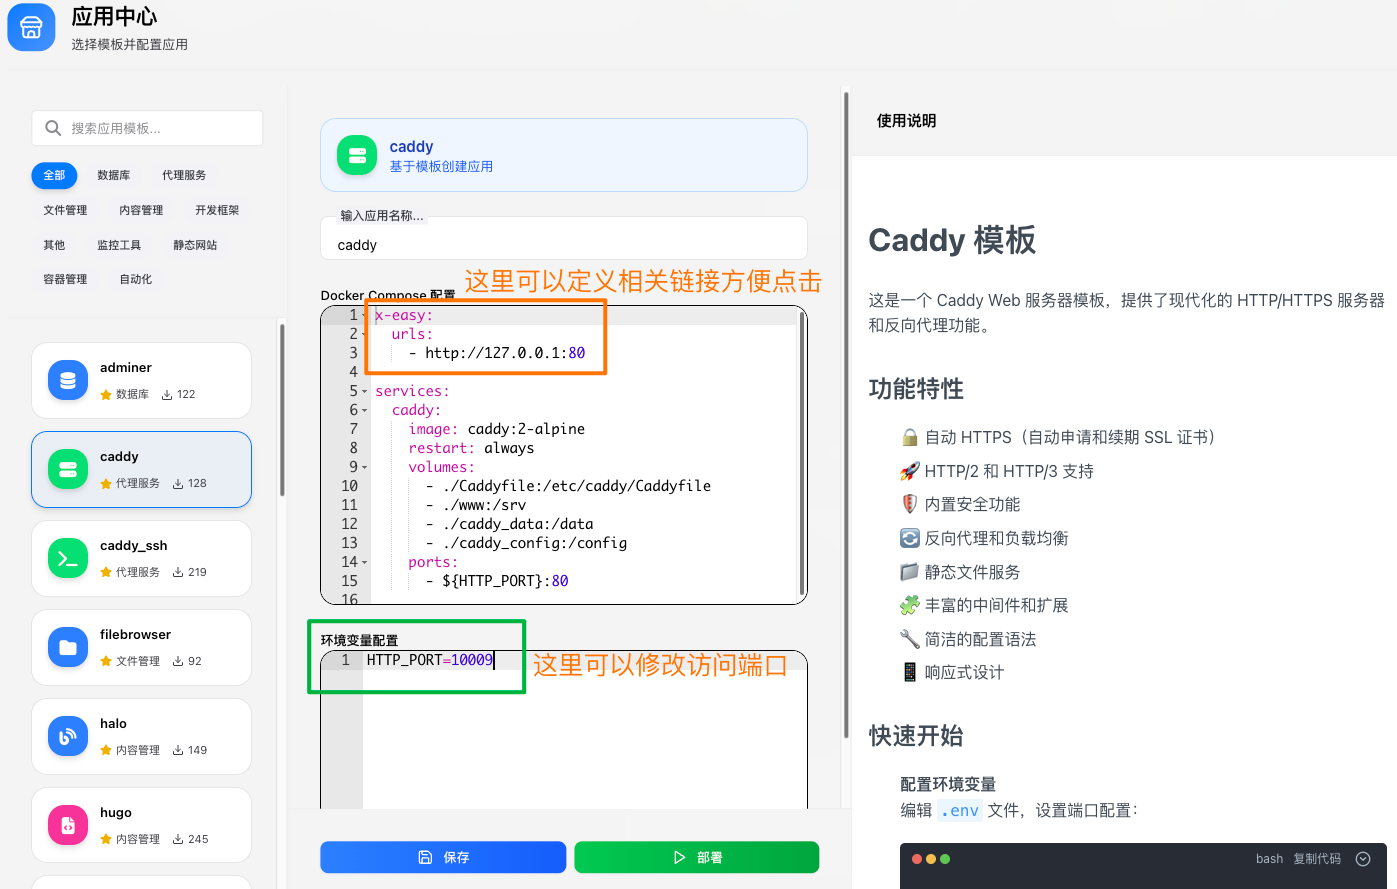 应用中心
选择模板并配置应用
搜索应用模板...
全部 数据库 代理服务
文件管理 内容管理 开发框架
其他 监控工具 静态网站
容器管理 自动化
adminer
数据库 122
caddy
代理服务 128
caddy_ssh
代理服务 219
filebrowser
文件管理 92
halo
内容管理 149
hugo
内容管理 245
caddy
基于模板创建应用
输入应用名称...
caddy
这里可以定义相关链接方便点击
Docker Compose 配置
1 x-easy:
2 urls:
3 - http://127.0.0.1:80
4
5 services:
6 caddy:
7 image: caddy:2-alpine
8 restart: always
9 volumes:
10 - ./Caddyfile:/etc/caddy/Caddyfile
11 - ./www:/srv
12 - ./caddy_data:/data
13 - ./caddy_config:/config
14 ports:
15 - ${HTTP_PORT}:80
16
环境变量配置
1 HTTP_PORT=10009
这里可以修改访问端口
保存
部署
使用说明
Caddy 模板
这是一个 Caddy Web 服务器模板，提供了现代化的 HTTP/HTTPS 服务器
和反向代理功能。
功能特性
🔒 自动 HTTPS（自动申请和续期 SSL 证书）
🚀 HTTP/2 和 HTTP/3 支持
🛡️ 内置安全功能
🔄 反向代理和负载均衡
📁 静态文件服务
🧩 丰富的中间件和扩展
🔧 简洁的配置语法
📱 响应式设计
快速开始
配置环境变量
编辑 .env 文件，设置端口配置：
bash 复制代码